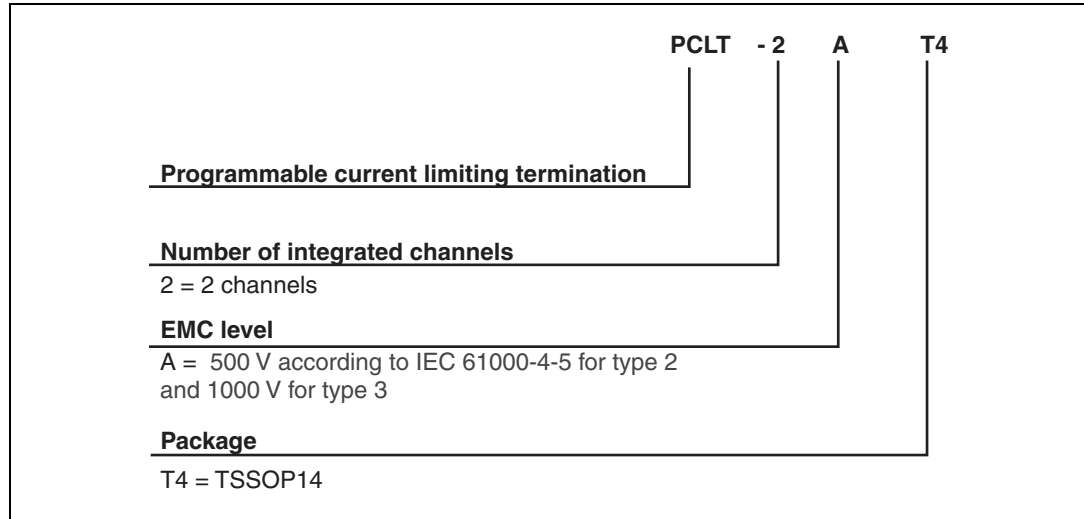 PCLT - 2 A T4
Programmable current limiting termination
Number of integrated channels
2 = 2 channels
EMC level
A = 500 V according to IEC 61000-4-5 for type 2
and 1000 V for type 3
Package
T4 = TSSOP14